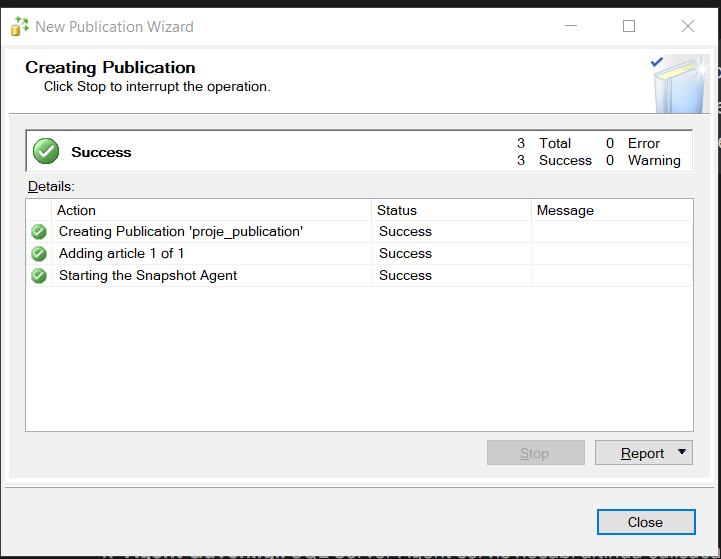 New Publication Wizard
Creating Publication
Click Stop to interrupt the operation.
Success
3 Total 0 Error
3 Success 0 Warning
Details:
Action Status Message
Creating Publication 'proje_publication' Success
Adding article 1 of 1 Success
Starting the Snapshot Agent Success
Stop Report
Close